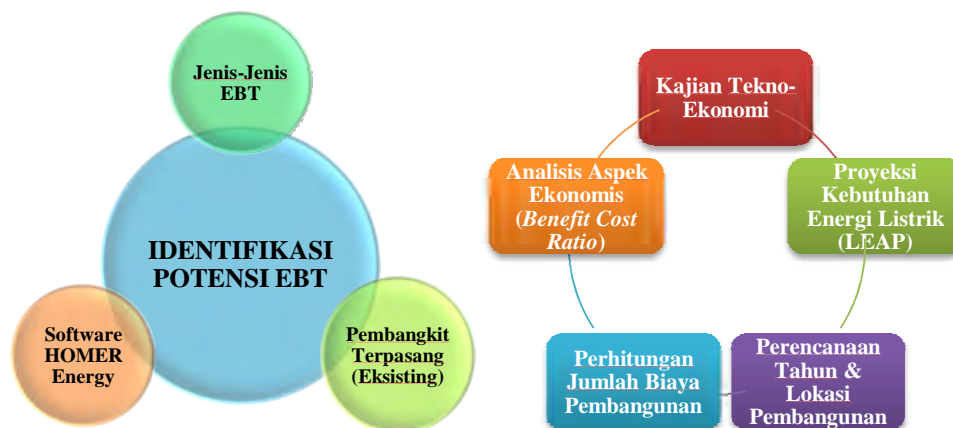 Jenis-Jenis
EBT
IDENTIFIKASI
POTENSI EBT
Software
HOMER
Energy
Pembangkit
Terpasang
(Eksisting)
Kajian Tekno-
Ekonomi
Proyeksi
Kebutuhan
Energi Listrik
(LEAP)
Perencanaan
Tahun &
Lokasi
Pembangunan
Perhitungan
Jumlah Biaya
Pembangunan
Analisis Aspek
Ekonomis
(Benefit Cost
Ratio)